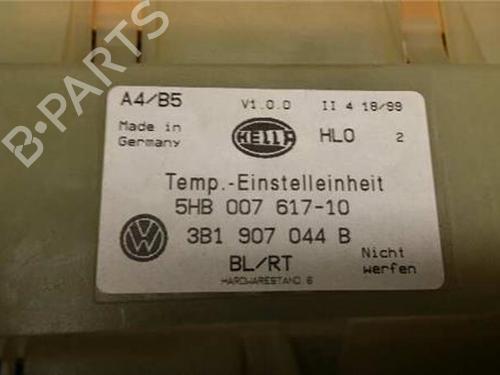 B-PARTS
A4/B5 V1.0.0 II 4 18/99
Made in Germany HELLA HLO 2
Temp.-Einstelleinheit
5HB 007 617-10
3B1 907 044 B
BL/RT Nicht werfen
HARDWARESTAND 6